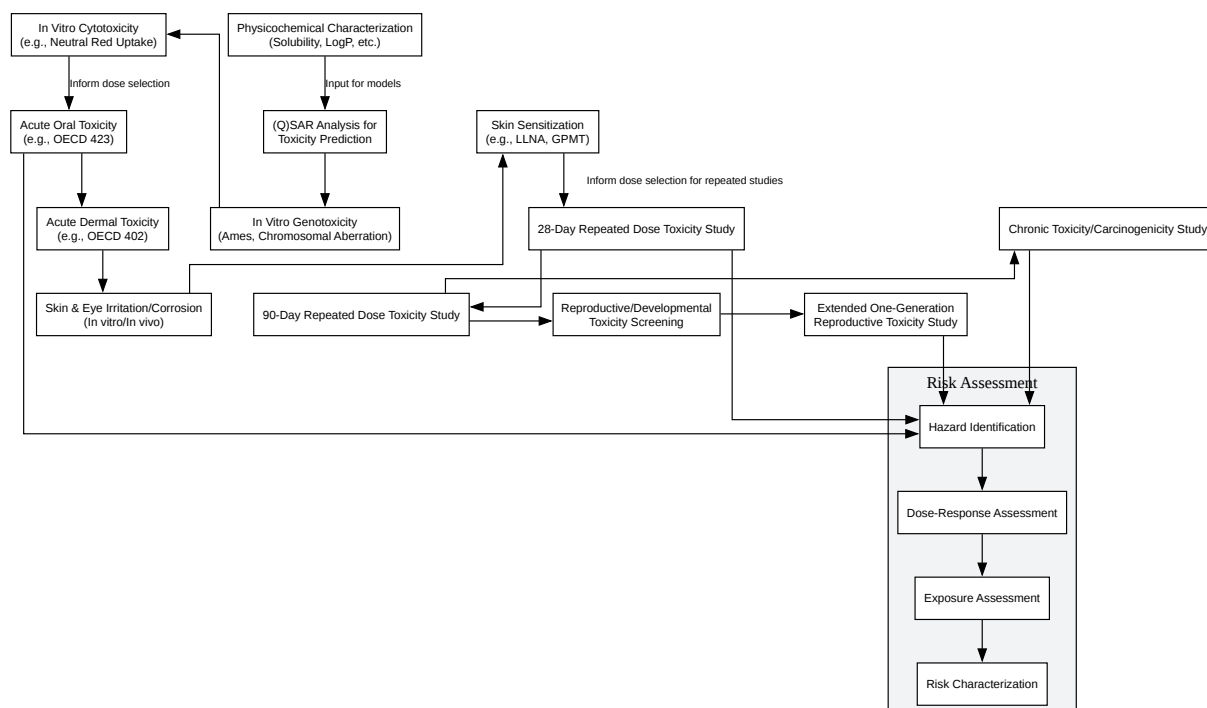 In Vitro Cytotoxicity
(e.g., Neutral Red Uptake)
Physicochemical Characterization
(Solubility, LogP, etc.)
Inform dose selection
Input for models
Acute Oral Toxicity
(e.g., OECD 423)
(Q)SAR Analysis for
Toxicity Prediction
Skin Sensitization
(e.g., LLNA, GPMT)
Inform dose selection for repeated studies
Acute Dermal Toxicity
(e.g., OECD 402)
In Vitro Genotoxicity
(Ames, Chromosomal Aberration)
28-Day Repeated Dose Toxicity Study
Chronic Toxicity/Carcinogenicity Study
Skin & Eye Irritation/Corrosion
(In vitro/In vivo)
90-Day Repeated Dose Toxicity Study
Reproductive/Developmental
Toxicity Screening
Extended One-Generation
Reproductive Toxicity Study
Risk Assessment
Hazard Identification
Dose-Response Assessment
Exposure Assessment
Risk Characterization